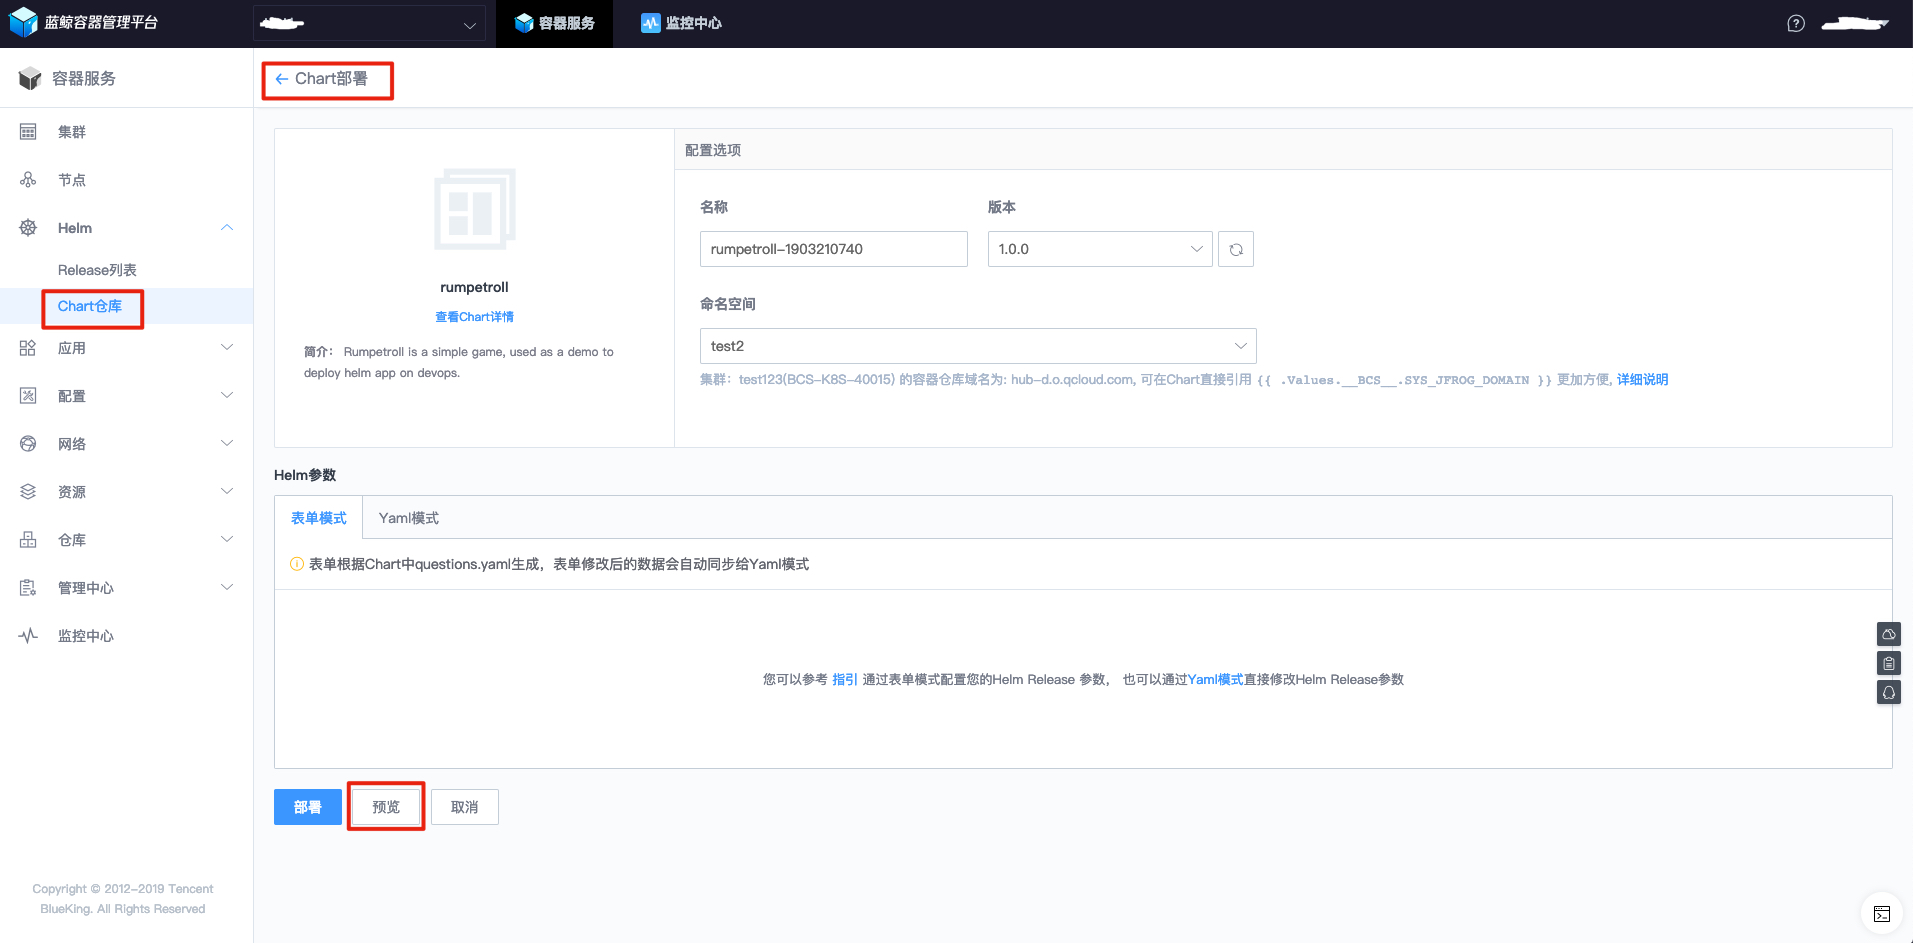 蓝鲸容器管理平台
容器服务
监控中心
容器服务
Chart部署
集群
节点
Helm
Release列表
Chart仓库
应用
配置
网络
资源
仓库
管理中心
监控中心
Copyright © 2012-2019 Tencent
BlueKing. All Rights Reserved
rumpetroll
查看Chart详情
简介： Rumpetroll is a simple game, used as a demo to
deploy helm app on devops.
配置选项
名称
版本
rumpetroll-1903210740
1.0.0
命名空间
test2
集群：test123(BCS-K8S-40015) 的容器仓库域名为: hub-d.o.qcloud.com, 可在Chart直接引用 {{ .Values.__BCS__.SYS_JFROG_DOMAIN }} 更加方便, 详细说明
Helm参数
表单模式
Yaml模式
表单根据Chart中questions.yaml生成，表单修改后的数据会自动同步给Yaml模式
您可以参考 指引 通过表单模式配置您的Helm Release 参数， 也可以通过Yaml模式直接修改Helm Release参数
部署
预览
取消